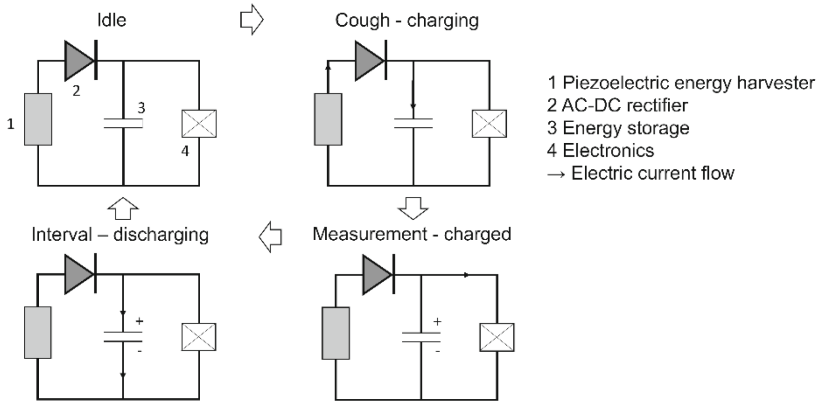 Idle
Cough - charging
1
2
3
4
1 Piezoelectric energy harvester
2 AC-DC rectifier
3 Energy storage
4 Electronics
→ Electric current flow
Interval – discharging
Measurement - charged
+
-
+
-